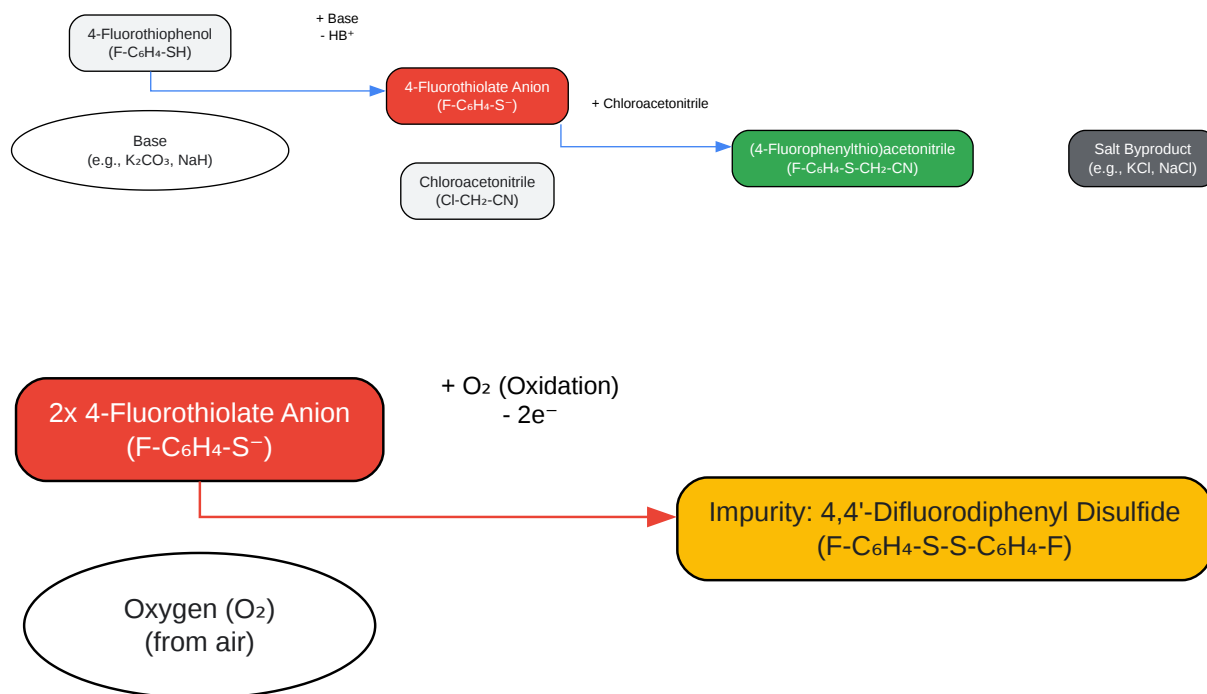 4-Fluorothiophenol
(F-C₆H₄-SH)
+ Base
- HB⁺
Base
(e.g., K₂CO₃, NaH)
4-Fluorothiolate Anion
(F-C₆H₄-S⁻)
+ Chloroacetonitrile
Chloroacetonitrile
(Cl-CH₂-CN)
(4-Fluorophenylthio)acetonitrile
(F-C₆H₄-S-CH₂-CN)
Salt Byproduct
(e.g., KCl, NaCl)
2x 4-Fluorothiolate Anion
(F-C₆H₄-S⁻)
+ O₂ (Oxidation)
- 2e⁻
Impurity: 4,4'-Difluorodiphenyl Disulfide
(F-C₆H₄-S-S-C₆H₄-F)
Oxygen (O₂)
(from air)